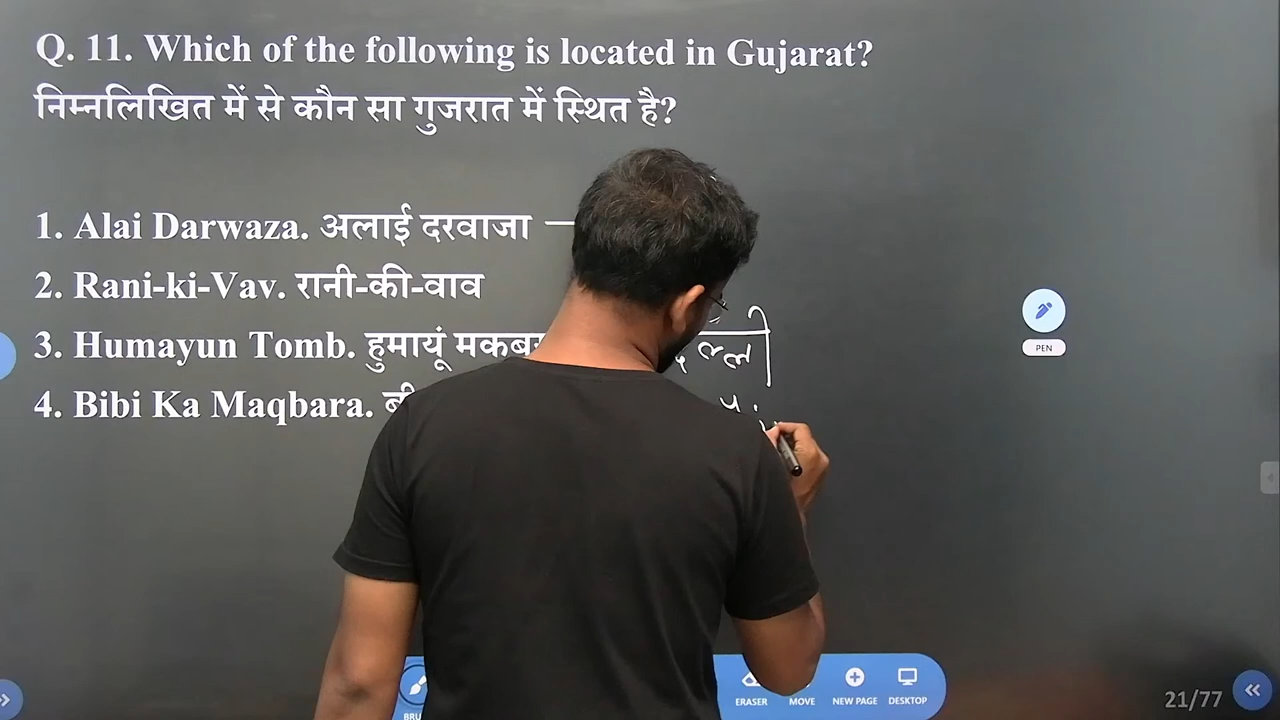 Q. 11. Which of the following is located in Gujarat?
निम्नलिखित में से कौन सा गुजरात में स्थित है?
1. Alai Darwaza. अलाई दरवाजा —
2. Rani-ki-Vav. रानी-की-वाव
3. Humayun Tomb. हुमायूं
4. Bibi Ka Maqbara.
PEN
ERASER
MOVE
NEW PAGE
DESKTOP
21/77